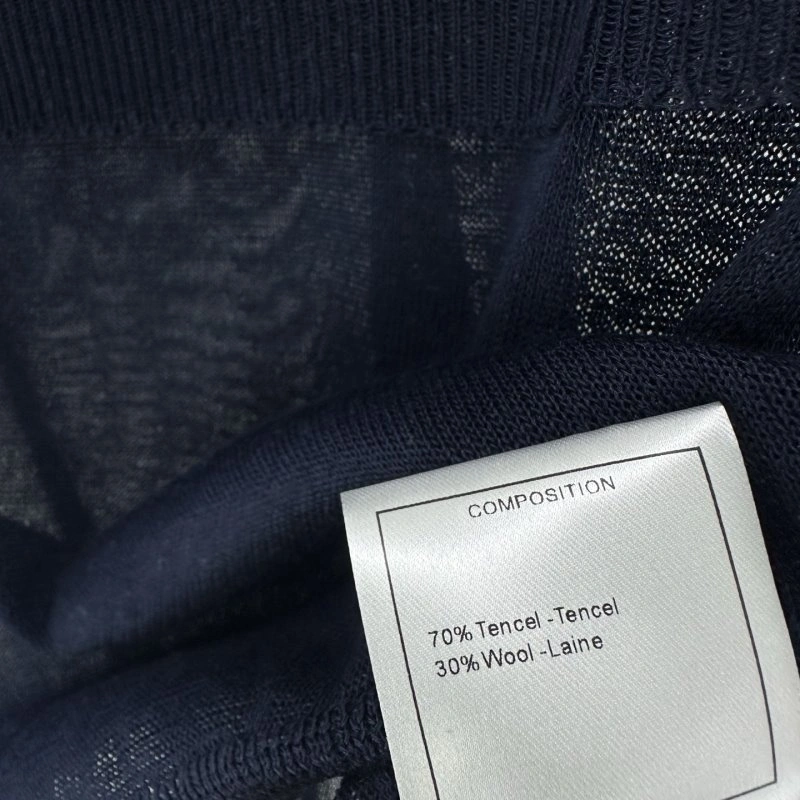 COMPOSITION
70% Tencel -Tencel
30% Wool -Laine